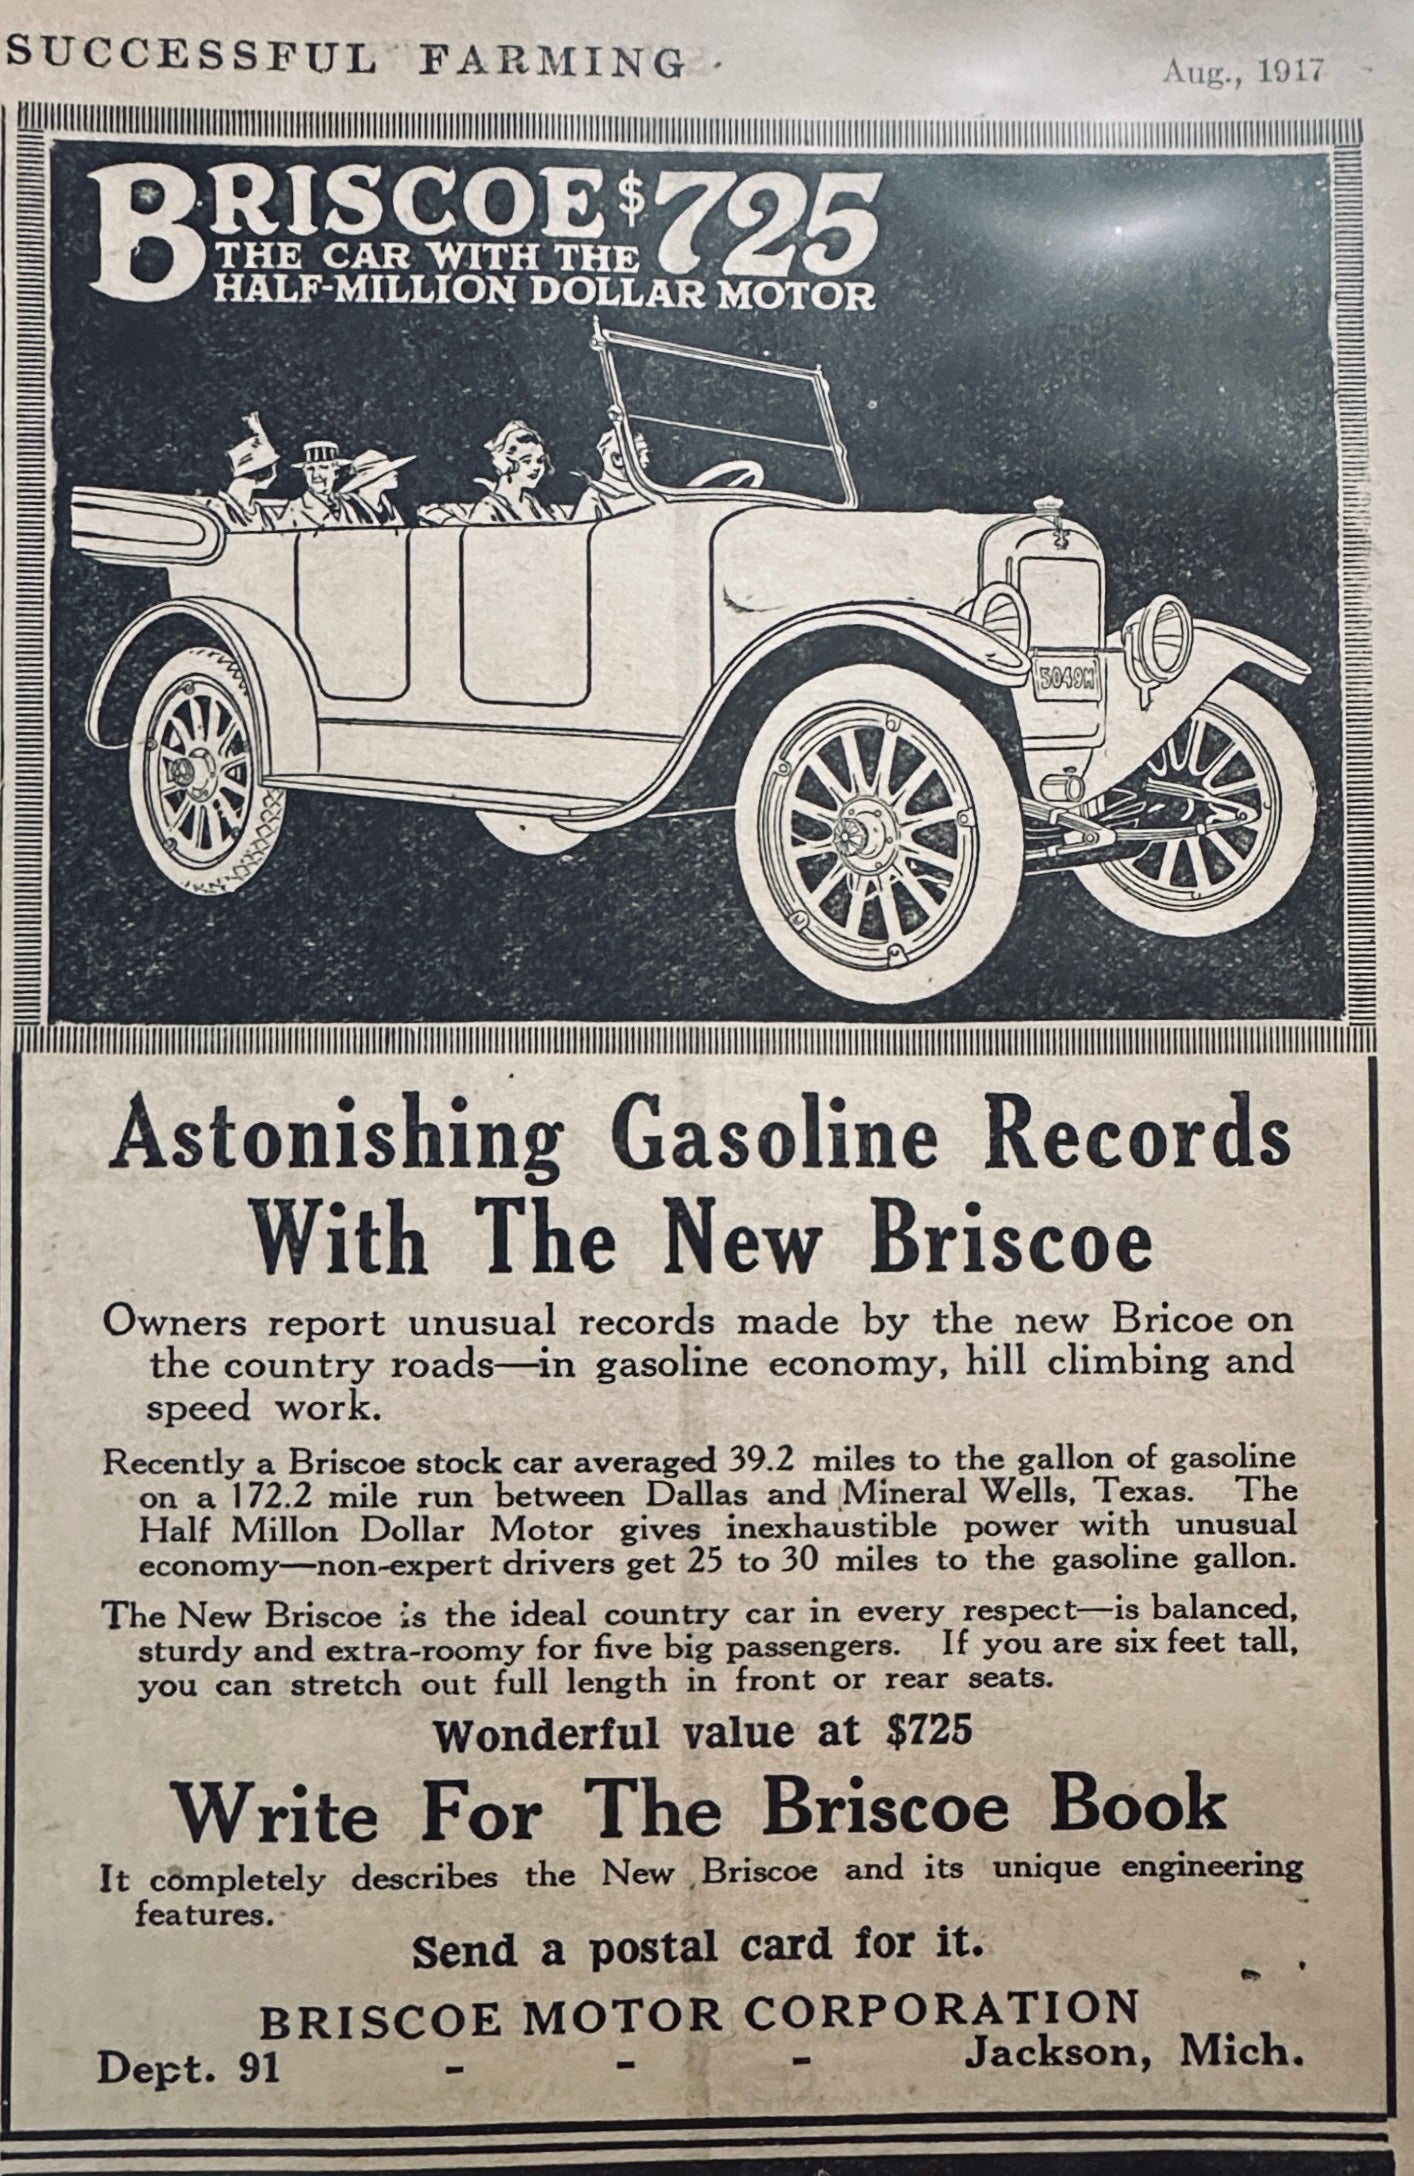 SUCCESSFUL FARMING
Aug., 1917
BRISCOE $725
THE CAR WITH THE
HALF-MILLION DOLLAR MOTOR
5049M
Astonishing Gasoline Records
With The New Briscoe
Owners report unusual records made by the new Bricoe on
the country roads—in gasoline economy, hill climbing and
speed work.
Recently a Briscoe stock car averaged 39.2 miles to the gallon of gasoline
on a 172.2 mile run between Dallas and Mineral Wells, Texas. The
Half Millon Dollar Motor gives inexhaustible power with unusual
economy—non-expert drivers get 25 to 30 miles to the gasoline gallon.
The New Briscoe is the ideal country car in every respect—is balanced,
sturdy and extra-roomy for five big passengers. If you are six feet tall,
you can stretch out full length in front or rear seats.
Wonderful value at $725
Write For The Briscoe Book
It completely describes the New Briscoe and its unique engineering
features.
Send a postal card for it.
BRISCOE MOTOR CORPORATION
Dept. 91 - - - Jackson, Mich.